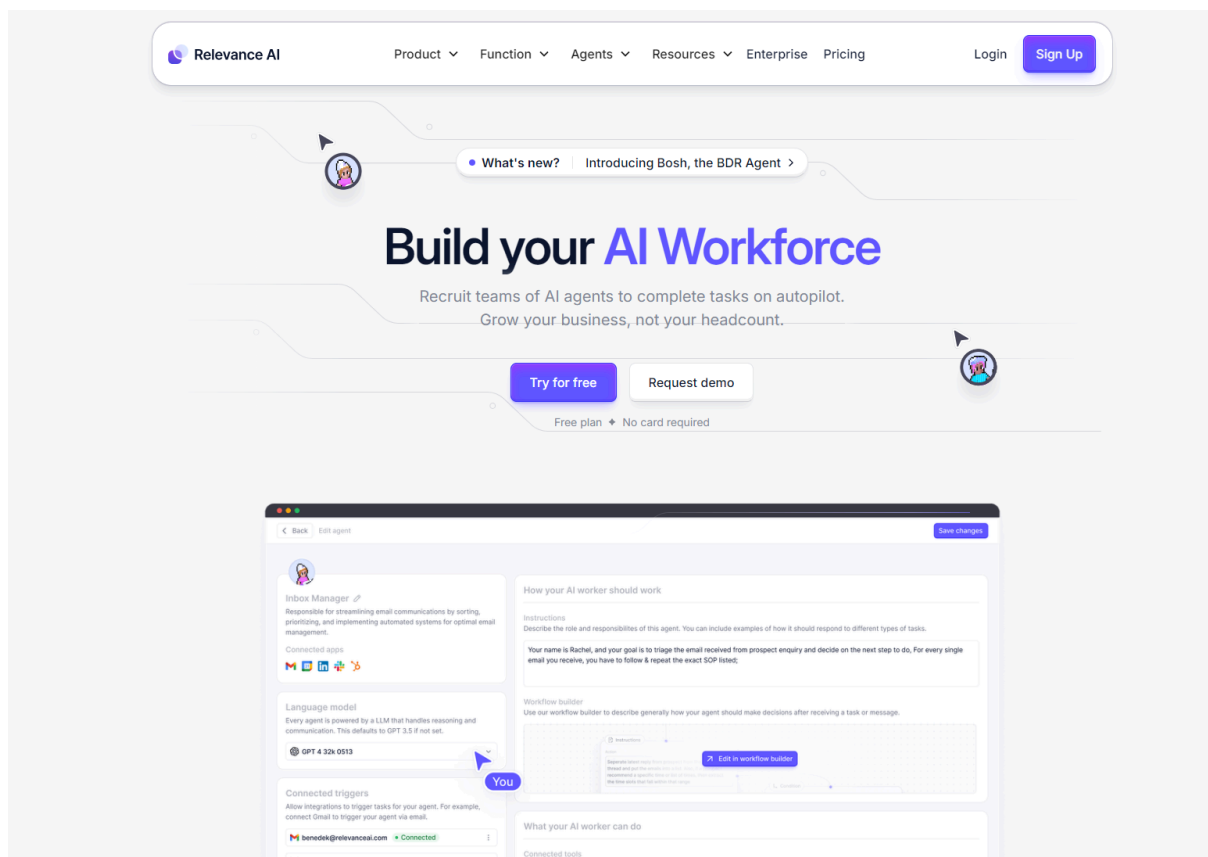 Relevance AI
Product
Function
Agents
Resources
Enterprise
Pricing
Login
Sign Up
What's new?
Introducing Bosh, the BDR Agent
Build your AI Workforce
Recruit teams of AI agents to complete tasks on autopilot.
Grow your business, not your headcount.
Try for free
Request demo
Free plan ✦ No card required
Back
Edit agent
Save changes
Inbox Manager
Responsible for streamlining email communications by sorting,
prioritizing, and implementing automated systems for optimal email
management.
Connected apps
Language model
Every agent is powered by a LLM that handles reasoning and
communication. This defaults to GPT 3.5 if not set.
GPT 4 32k 0513
You
Connected triggers
Allow integrations to trigger tasks for your agent. For example,
connect Gmail to trigger your agent via email.
benedek@relevanceai.com
Connected
How your AI worker should work
Instructions
Describe the role and responsibilites of this agent. You can include examples of how it should respond to different types of tasks.
Your name is Rachel, and your goal is to triage the email received from prospect enquiry and decide on the next step to do, For every single
email you receive, you have to follow & repeat the exact SOP listed;
Workflow builder
Use our workflow builder to describe generally how your agent should make decisions after receiving a task or message.
Instructions
Edit in workflow builder
What your AI worker can do
Connected tools